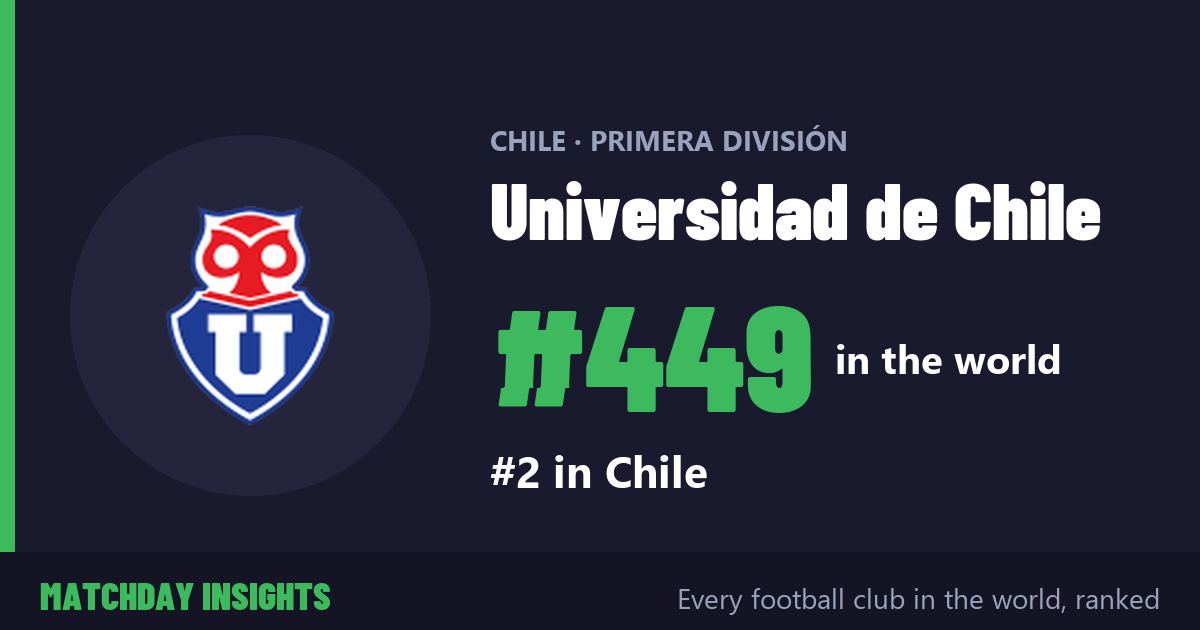 CHILE · PRIMERA DIVISIÓN
Universidad de Chile
#449 in the world
#2 in Chile
U
MATCHDAY INSIGHTS
Every football club in the world, ranked